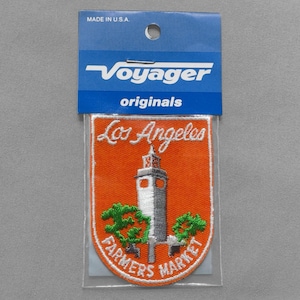 MADE IN U.S.A.
Voyager
originals
Los Angeles
FARMERS MARKET